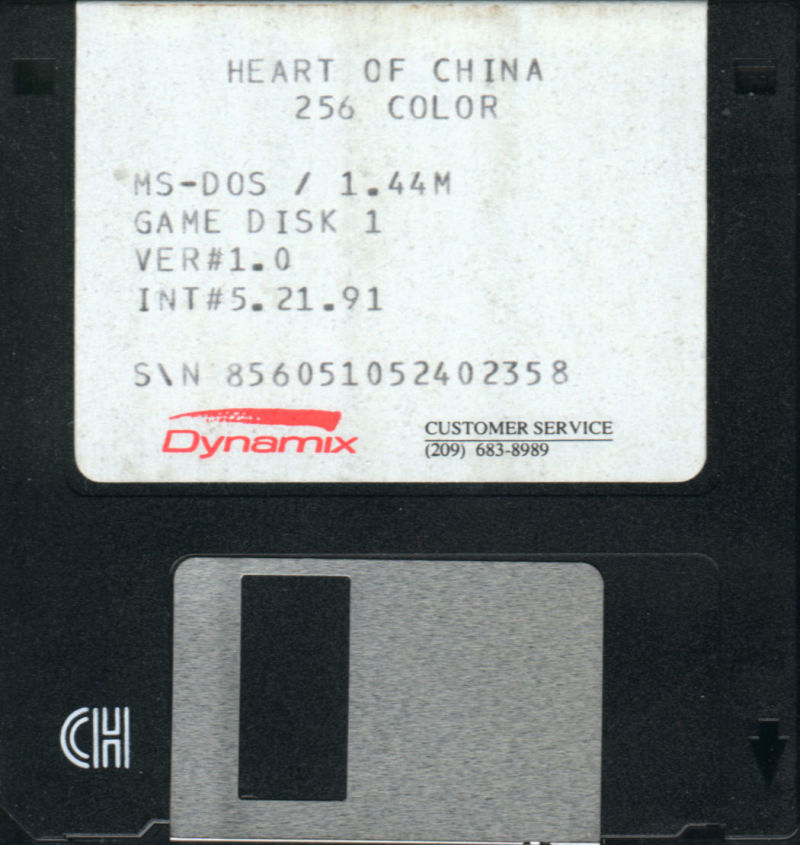 HEART OF CHINA
256 COLOR
MS-DOS / 1.44M
GAME DISK 1
VER#1.0
INT#5.21.91
S\N 856051052402358
Dynamix
CUSTOMER SERVICE
(209) 683-8989
CH